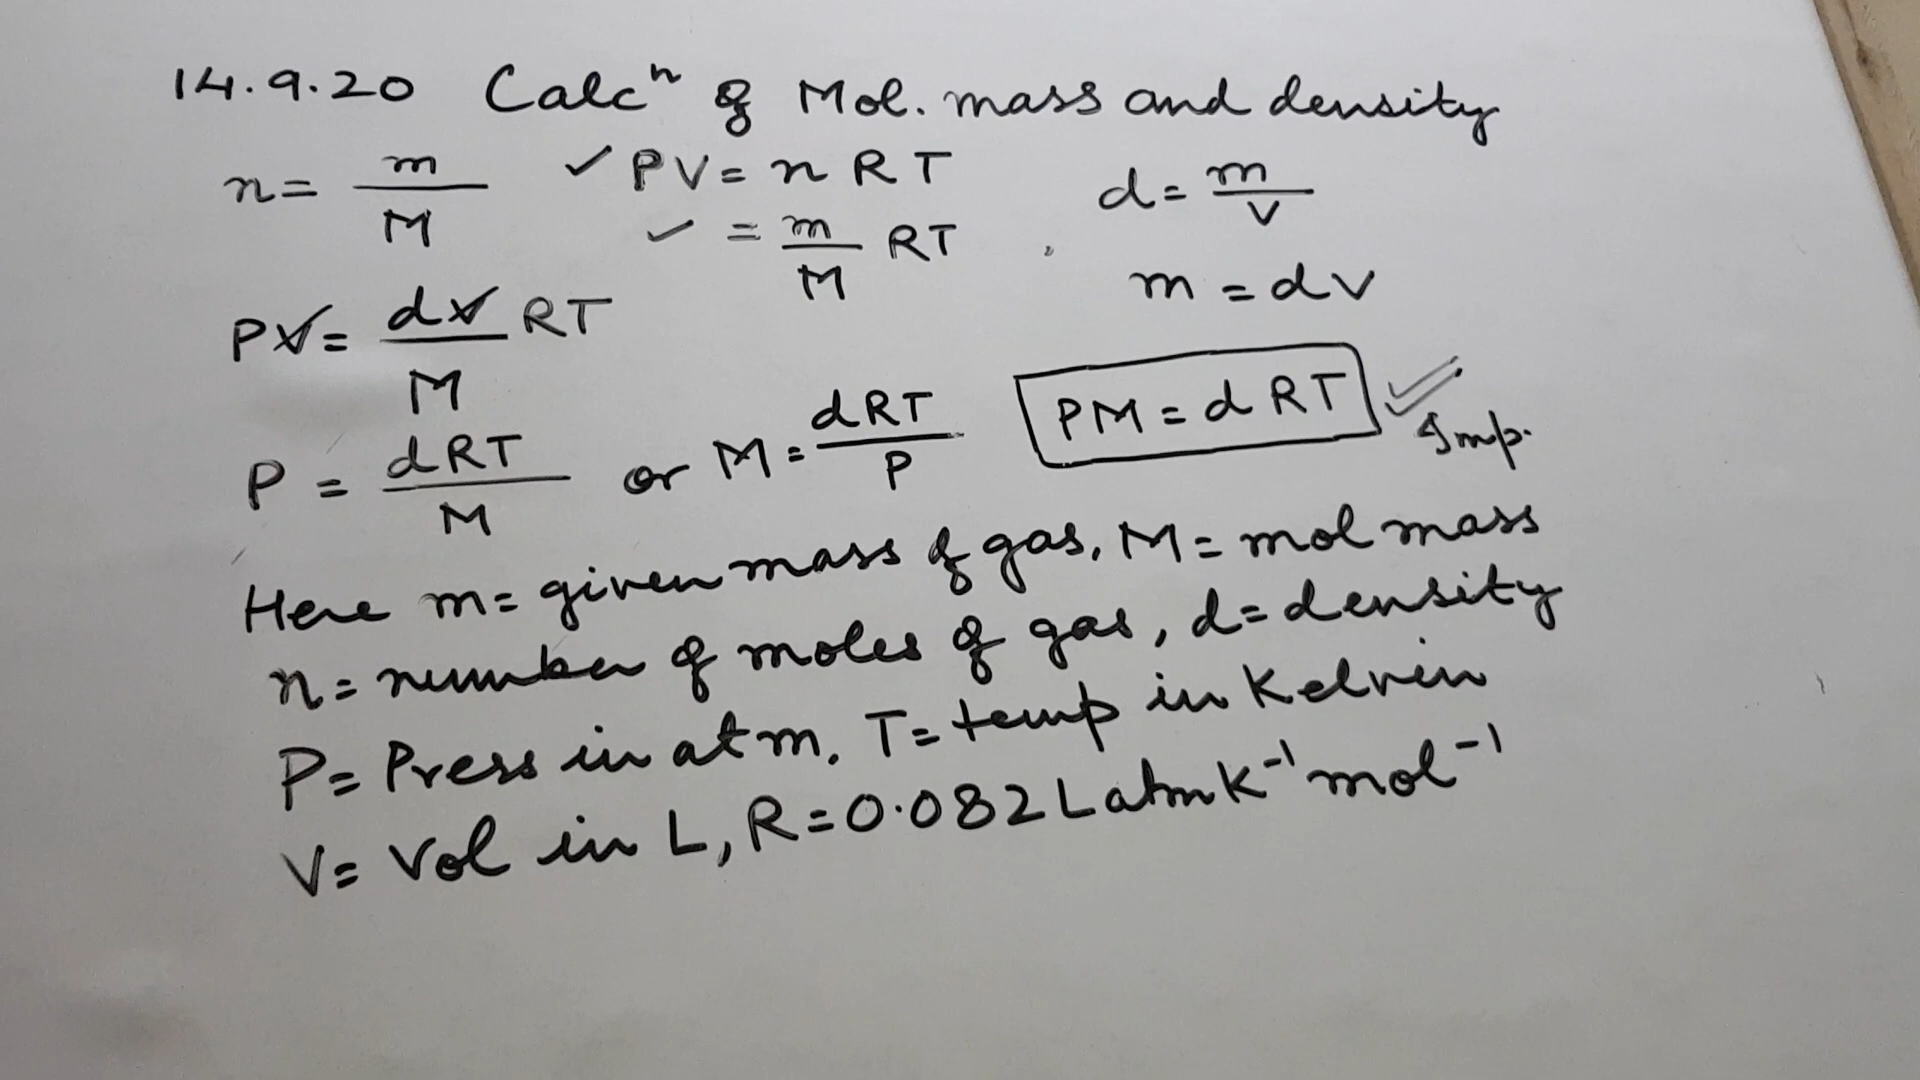 14.9.20 Calcⁿ of Mol. mass and density
n = m/M ✓ PV = nRT d = m/V
✓ = m/M RT , m = dV
PV = dV/M RT
P = dRT/M or M = dRT/P PM = dRT ✓ Imp.
Here m = given mass of gas, M = mol mass
n = number of moles of gas, d = density
P = Press in atm, T = temp in Kelvin
V = Vol in L, R = 0.082 L atm K⁻¹ mol⁻¹